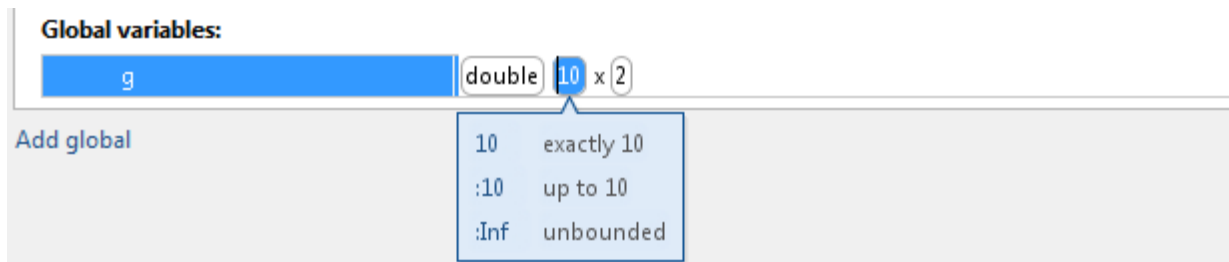 Global variables:
g double 10 x 2
Add global
10 exactly 10
:10 up to 10
:Inf unbounded